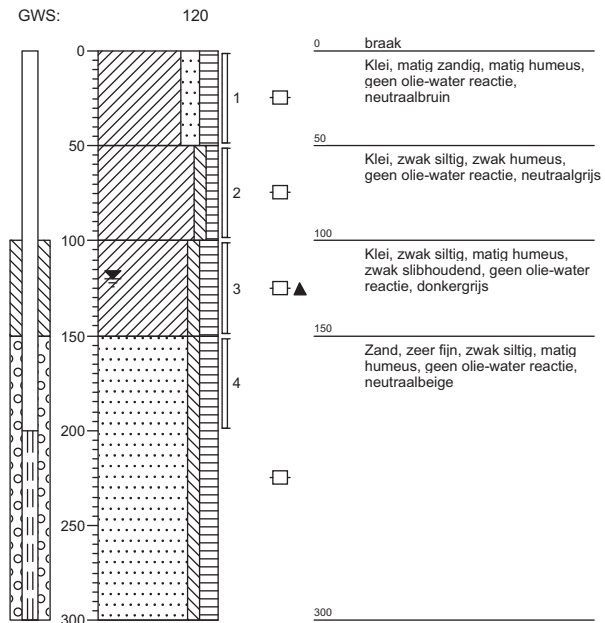 GWS: 120
0
50
100
150
200
250
300
1
2
3
4
0 braak
Klei, matig zandig, matig humeus,
geen olie-water reactie,
neutraalbruin
50
Klei, zwak siltig, zwak humeus,
geen olie-water reactie, neutraalgrijs
100
Klei, zwak siltig, matig humeus,
zwak slibhoudend, geen olie-water
reactie, donkergrijs
150
Zand, zeer fijn, zwak siltig, matig
humeus, geen olie-water reactie,
neutraalbeige
300